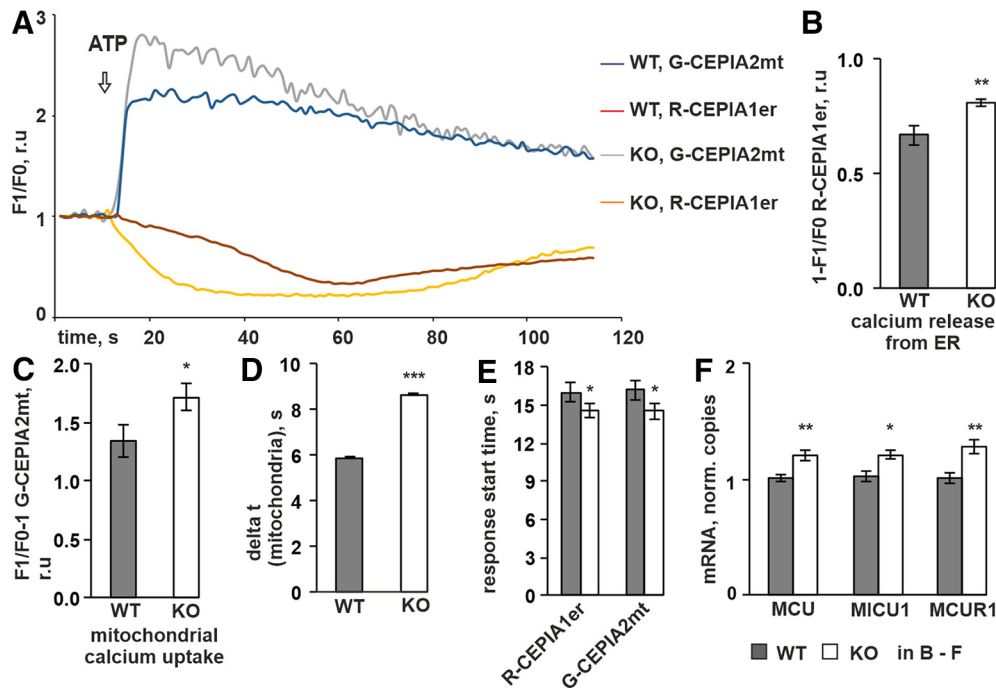 A
F1/F0, r.u
3
2
1
0
ATP
time, s 20 40 60 80 100 120
WT, G-CEPIA2mt
WT, R-CEPIA1er
KO, G-CEPIA2mt
KO, R-CEPIA1er
B
1-F1/F0 R-CEPIA1er, r.u
1.0
0.5
0.0
**
WT KO
calcium release
from ER
C
F1/F0-1 G-CEPIA2mt,
r.u
2.0
1.5
1.0
0.5
0.0
*
WT KO
mitochondrial
calcium uptake
D
delta t
(mitochondria), s
10
8
6
4
2
0
***
WT KO
E
response start time, s
18
15
12
9
6
3
0
* *
R-CEPIA1er
G-CEPIA2mt
F
mRNA, norm. copies
2
1
0
** * **
MCU MICU1 MCUR1
WT KO in B - F